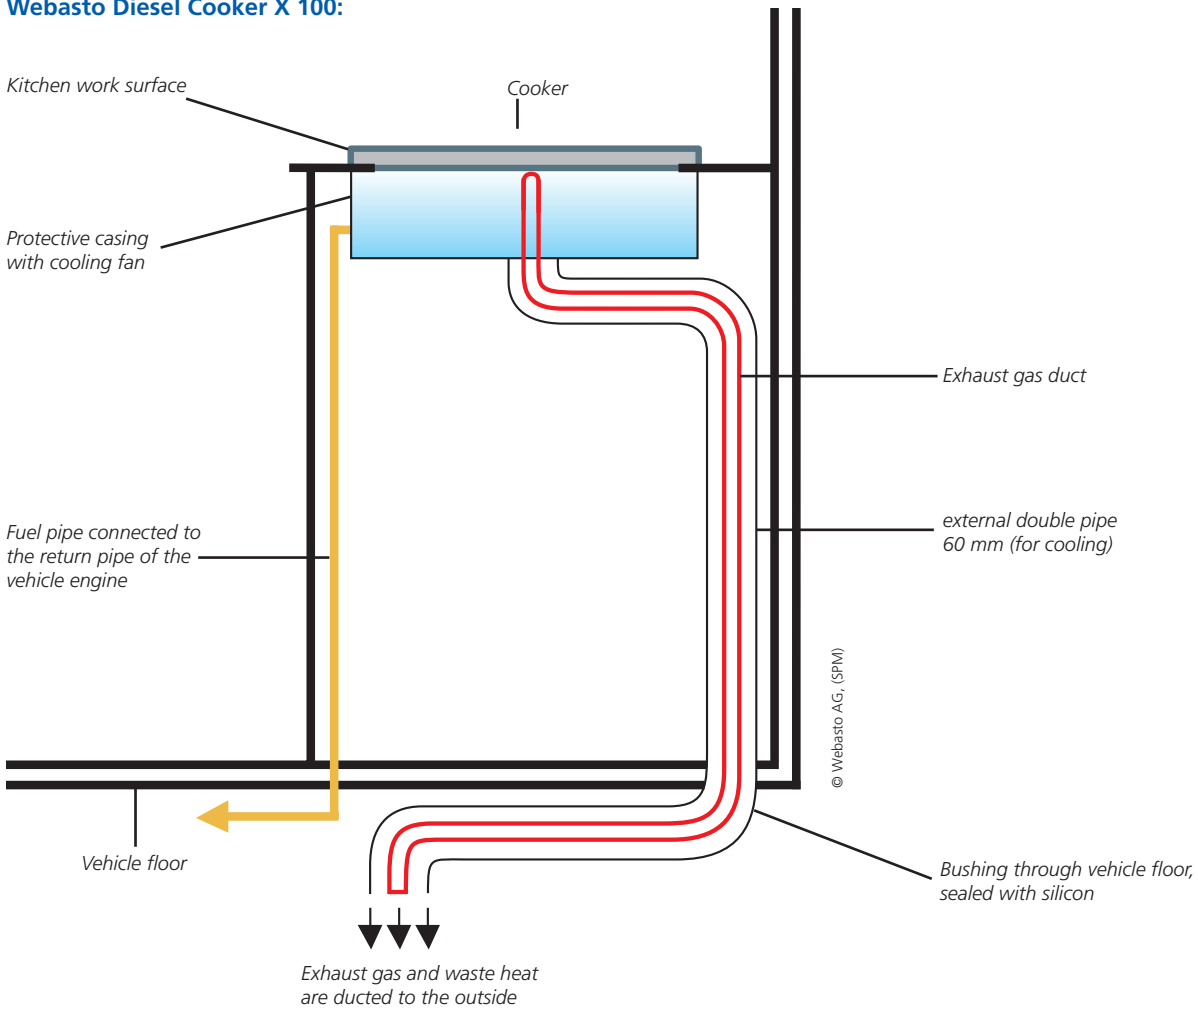 Webasto Diesel Cooker X 100:
Kitchen work surface
Cooker
Protective casing
with cooling fan
Exhaust gas duct
Fuel pipe connected to
the return pipe of the
vehicle engine
external double pipe
60 mm (for cooling)
© Webasto AG, (SPM)
Vehicle floor
Bushing through vehicle floor,
sealed with silicon
Exhaust gas and waste heat
are ducted to the outside